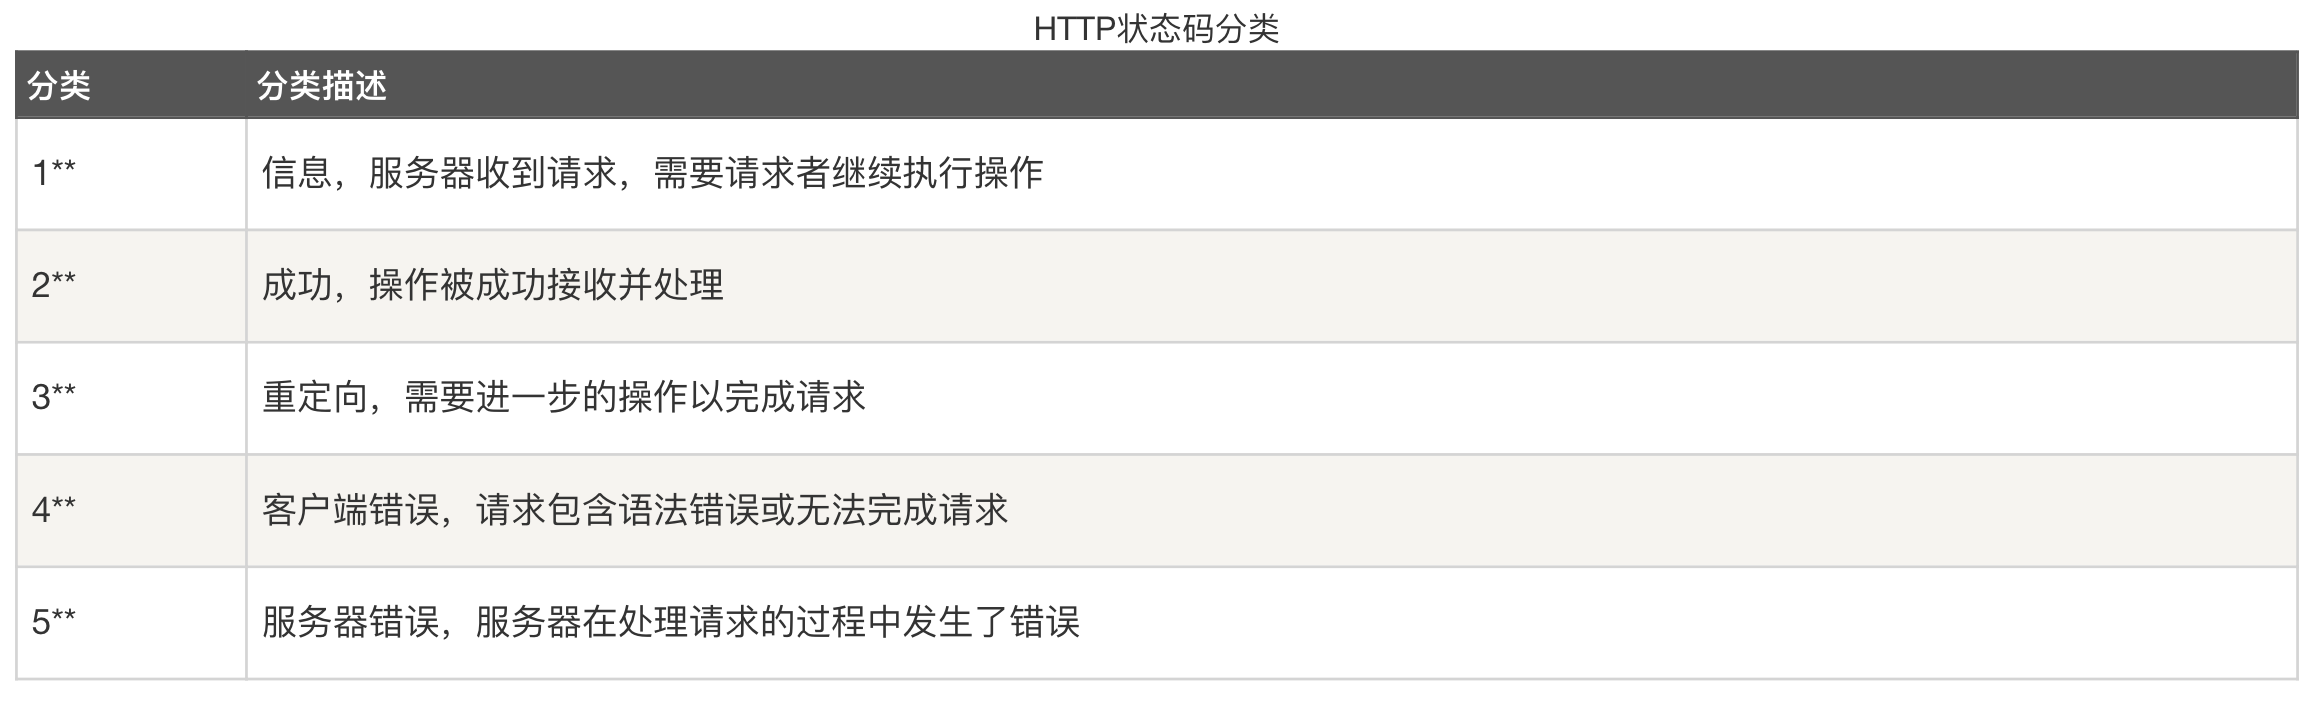 HTTP状态码分类
分类 分类描述
1** 信息，服务器收到请求，需要请求者继续执行操作
2** 成功，操作被成功接收并处理
3** 重定向，需要进一步的操作以完成请求
4** 客户端错误，请求包含语法错误或无法完成请求
5** 服务器错误，服务器在处理请求的过程中发生了错误